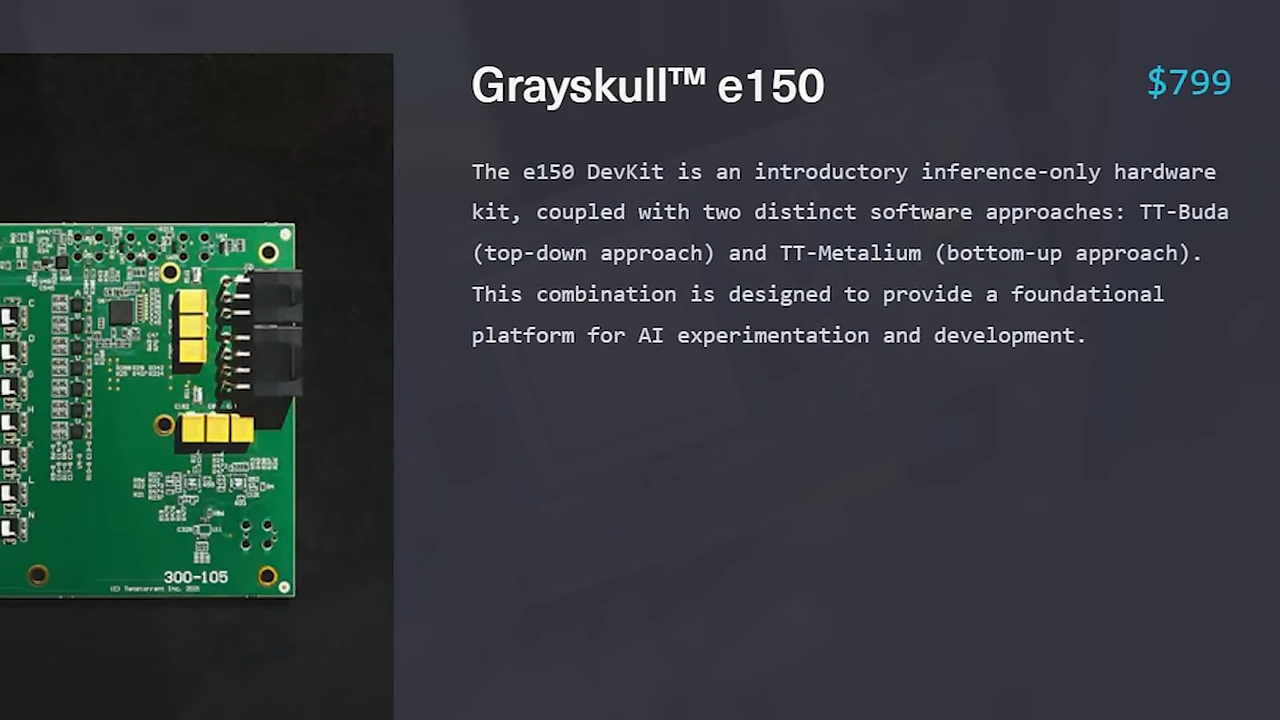 Grayskull™ e150
$799
The e150 DevKit is an introductory inference-only hardware
kit, coupled with two distinct software approaches: TT-Buda
(top-down approach) and TT-Metalium (bottom-up approach).
This combination is designed to provide a foundational
platform for AI experimentation and development.
C
D
G
H
K
L
N
300-105
(C) Tenstorrent Inc.